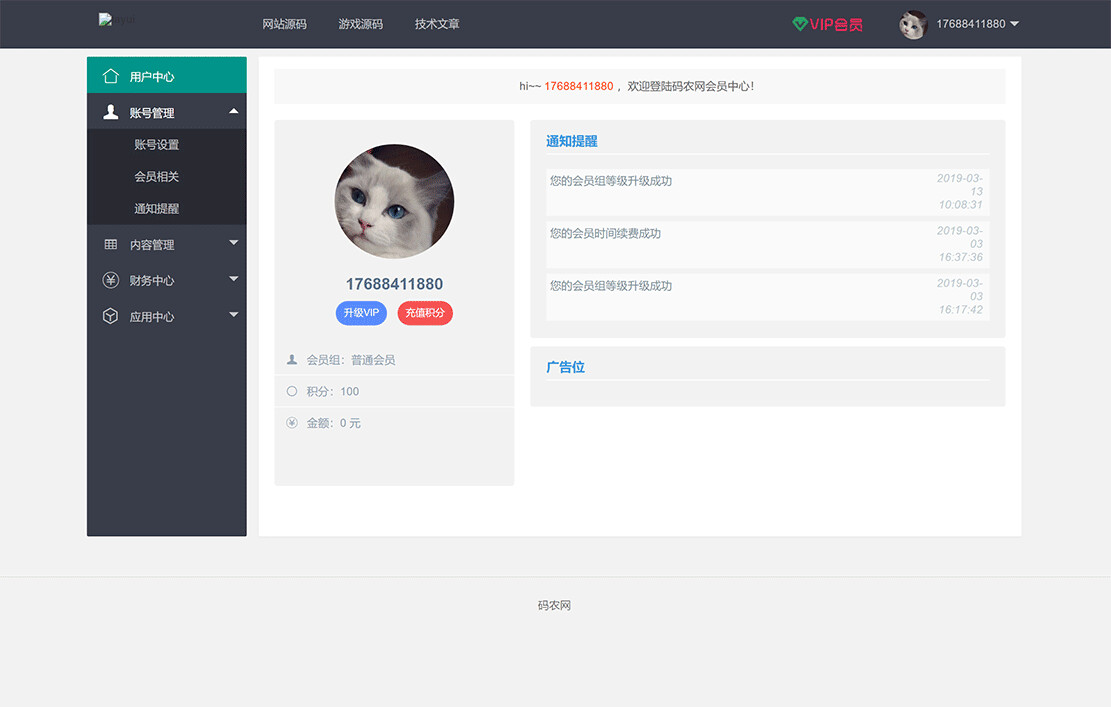 网站源码 游戏源码 技术文章 VIP会员 17688411880
用户中心
账号管理
账号设置
会员相关
通知提醒
内容管理
财务中心
应用中心
hi~~ 17688411880 ，欢迎登陆码农网会员中心！
17688411880
升级VIP 充值积分
会员组：普通会员
积分：100
金额：0 元
通知提醒
您的会员组等级升级成功 2019-03-
13
10:08:31
您的会员时间续费成功 2019-03-
03
16:37:36
您的会员组等级升级成功 2019-03-
03
16:17:42
广告位
码农网